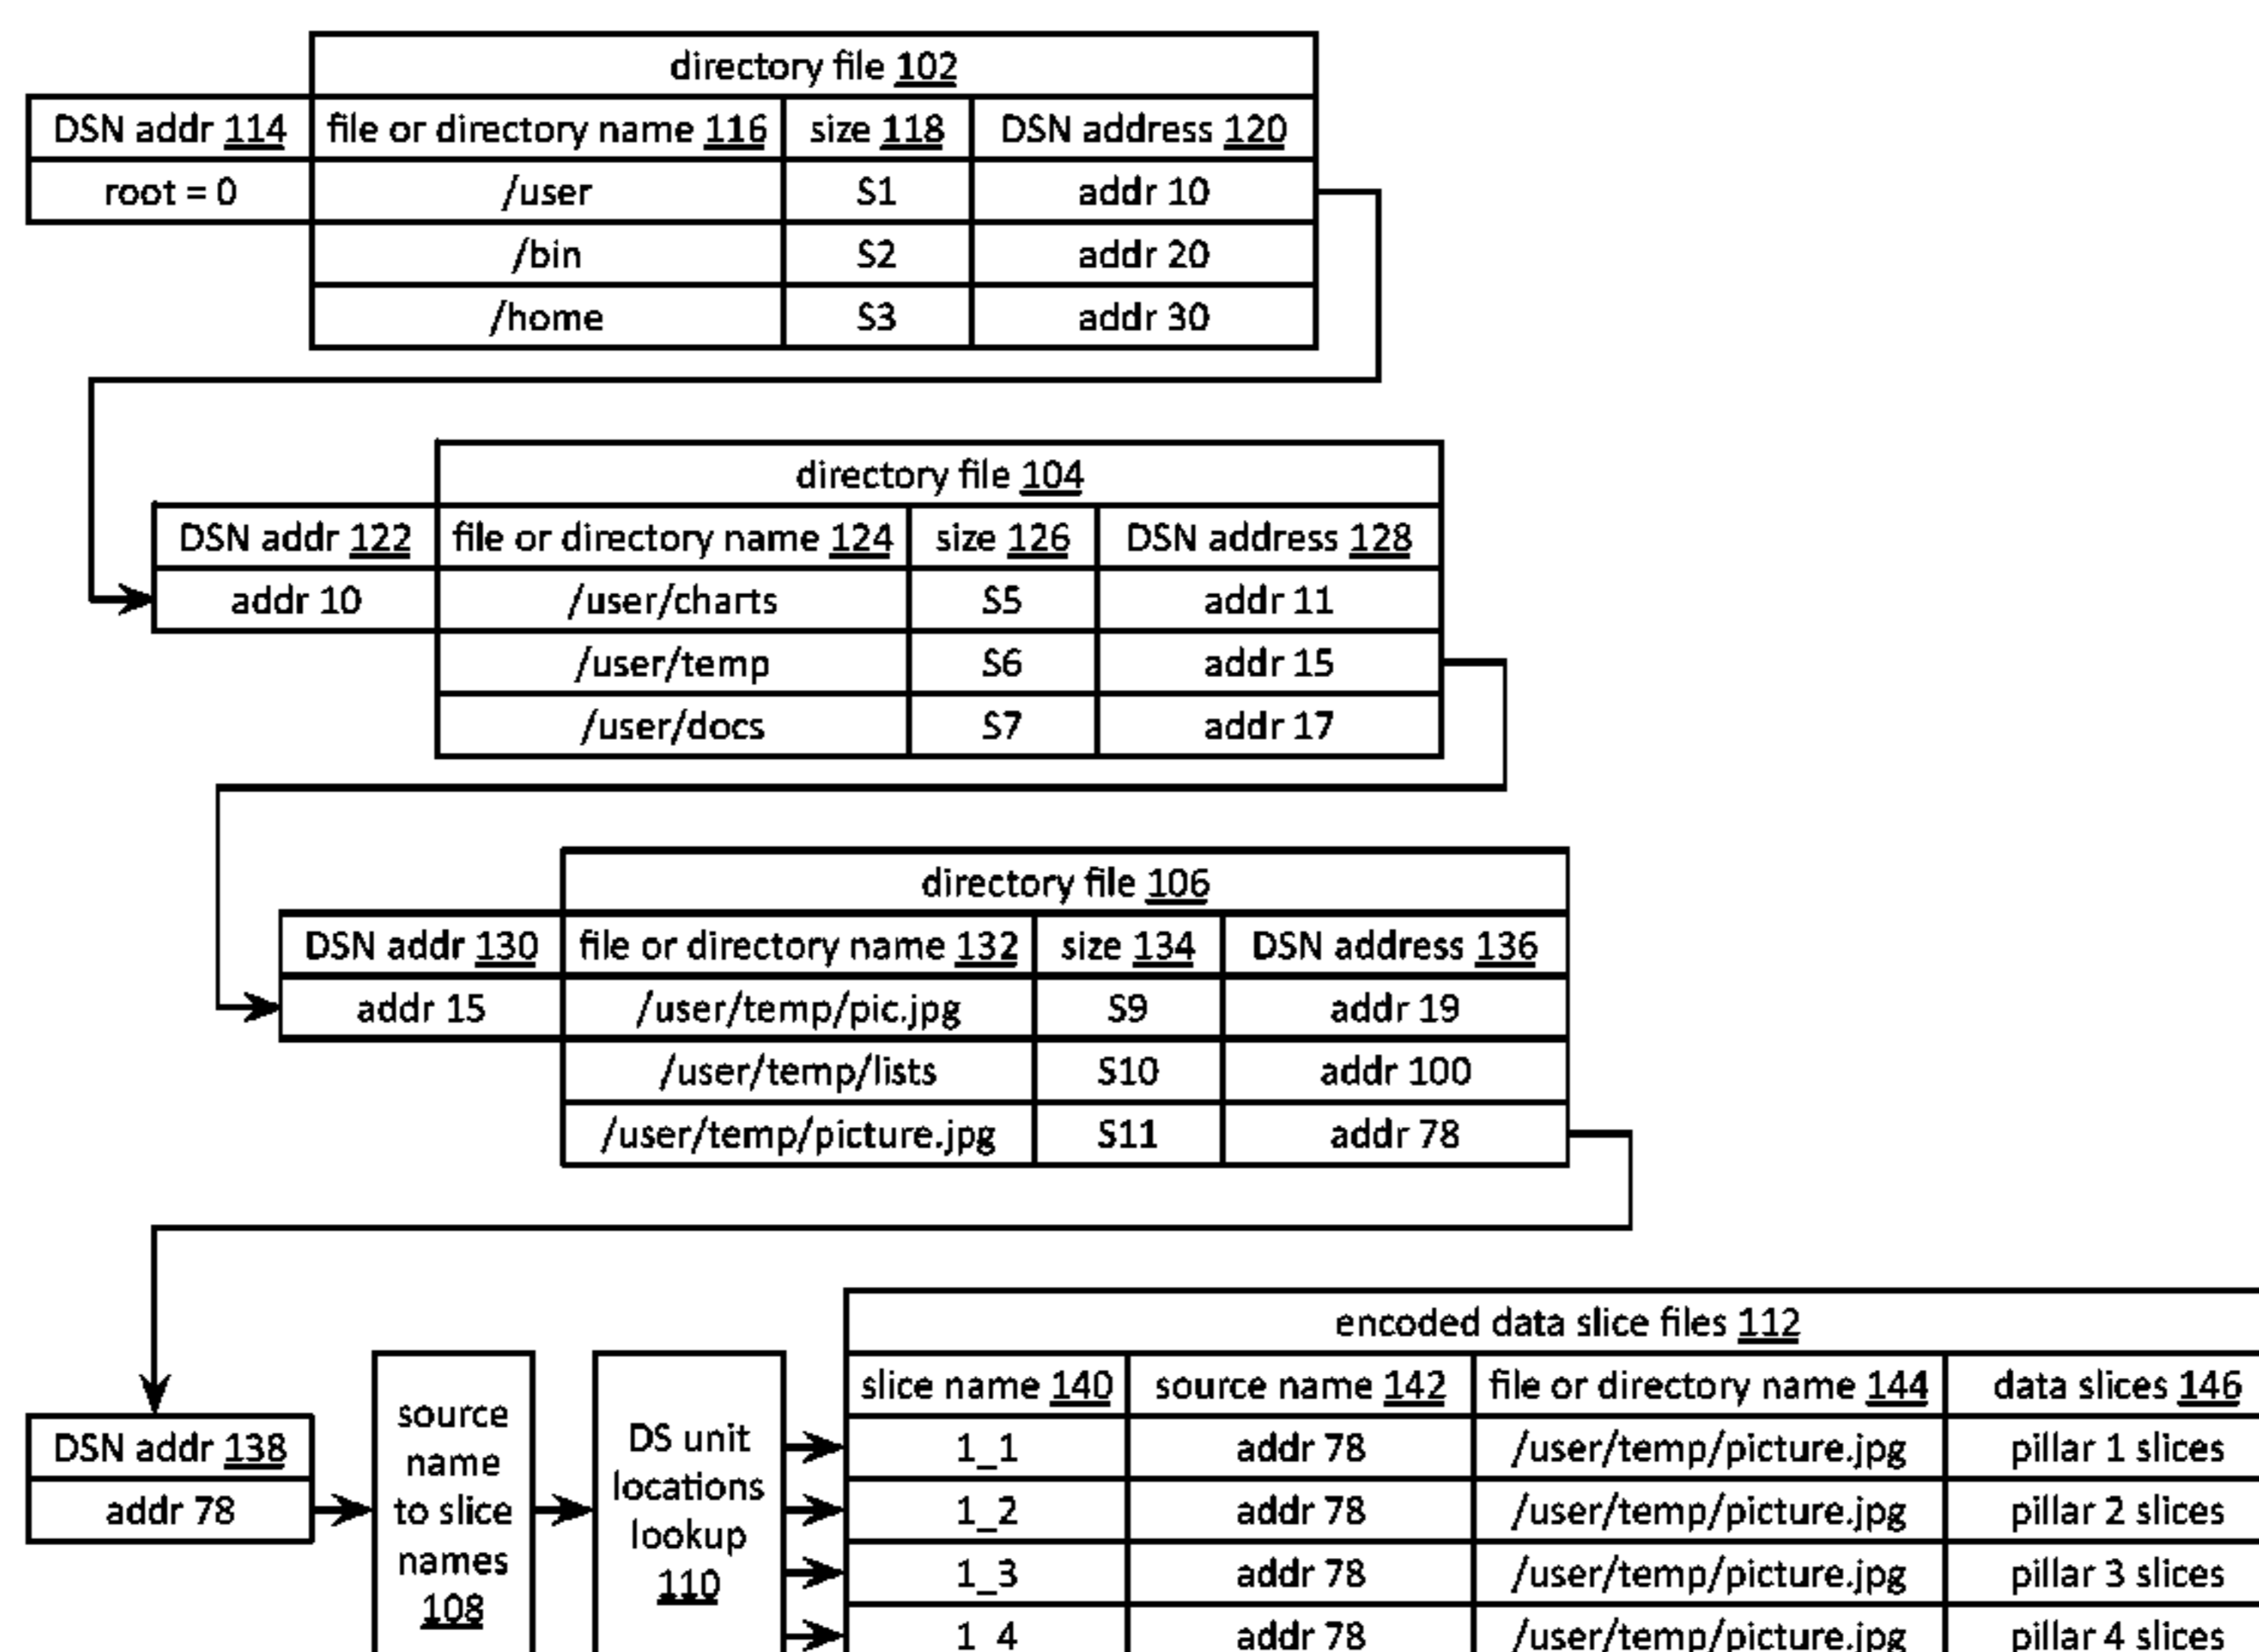 directory file 102
DSN addr 114 file or directory name 116 size 118 DSN address 120
root = 0 /user S1 addr 10
/bin S2 addr 20
/home S3 addr 30
directory file 104
DSN addr 122 file or directory name 124 size 126 DSN address 128
addr 10 /user/charts S5 addr 11
/user/temp S6 addr 15
/user/docs S7 addr 17
directory file 106
DSN addr 130 file or directory name 132 size 134 DSN address 136
addr 15 /user/temp/pic.jpg S9 addr 19
/user/temp/lists S10 addr 100
/user/temp/picture.jpg S11 addr 78
DSN addr 138
addr 78
source
name
to slice
names
108
DS unit
locations
lookup
110
encoded data slice files 112
slice name 140 source name 142 file or directory name 144 data slices 146
1_1 addr 78 /user/temp/picture.jpg pillar 1 slices
1_2 addr 78 /user/temp/picture.jpg pillar 2 slices
1_3 addr 78 /user/temp/picture.jpg pillar 3 slices
1_4 addr 78 /user/temp/picture.jpg pillar 4 slices